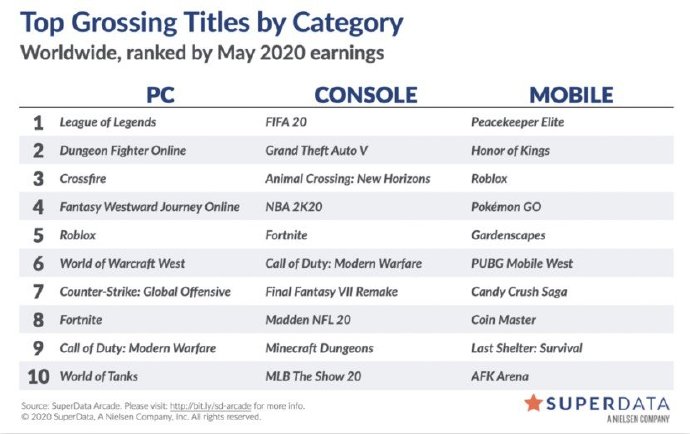 Top Grossing Titles by Category
Worldwide, ranked by May 2020 earnings
PC CONSOLE MOBILE
1 League of Legends FIFA 20 Peacekeeper Elite
2 Dungeon Fighter Online Grand Theft Auto V Honor of Kings
3 Crossfire Animal Crossing: New Horizons Roblox
4 Fantasy Westward Journey Online NBA 2K20 Pokémon GO
5 Roblox Fortnite Gardenscapes
6 World of Warcraft West Call of Duty: Modern Warfare PUBG Mobile West
7 Counter-Strike: Global Offensive Final Fantasy VII Remake Candy Crush Saga
8 Fortnite Madden NFL 20 Coin Master
9 Call of Duty: Modern Warfare Minecraft Dungeons Last Shelter: Survival
10 World of Tanks MLB The Show 20 AFK Arena
Source: SuperData Arcade. Please visit: http://bit.ly/sd-arcade for more info.
© 2020 SuperData, A Nielsen Company, Inc. All rights reserved.
SUPERDATA
A NIELSEN COMPANY